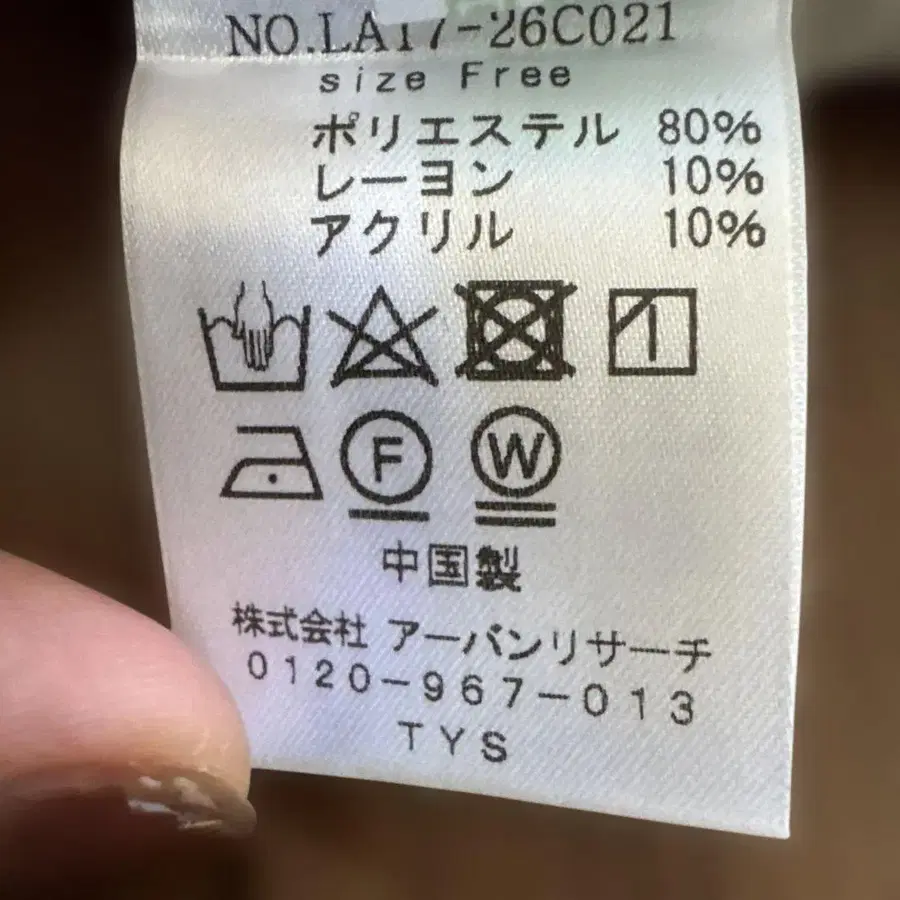 NO.LA17-26C021
size Free
ポリエステル 80%
レーヨン 10%
アクリル 10%
F W
中国製
株式会社 アーバンリサーチ
0120-967-013
TYS